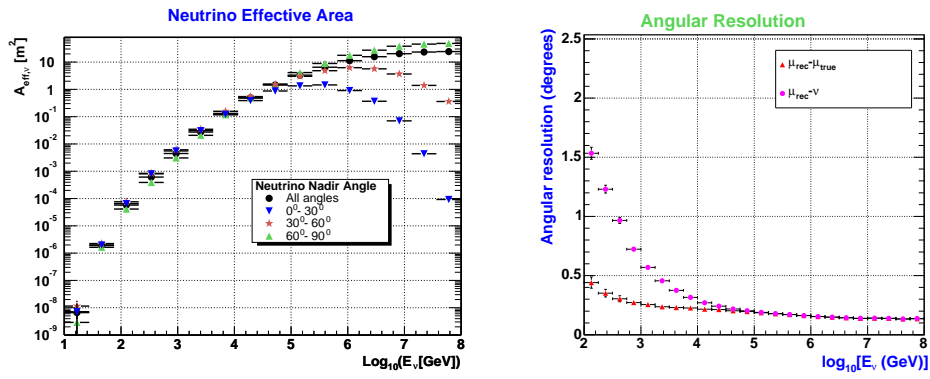 Neutrino Effective Area
A_eff,ν [m²]
10
1
10⁻¹
10⁻²
10⁻³
10⁻⁴
10⁻⁵
10⁻⁶
10⁻⁷
10⁻⁸
10⁻⁹
Neutrino Nadir Angle
All angles
0⁰- 30⁰
30⁰- 60⁰
60⁰- 90⁰
1 2 3 4 5 6 7 8
Log₁₀(Eᵥ[GeV])
Angular Resolution
Angular resolution (degrees)
2.5
2
1.5
1
0.5
0
μ_rec-μ_true
μ_rec-ν
2 3 4 5 6 7 8
log₁₀[Eᵥ (GeV)]